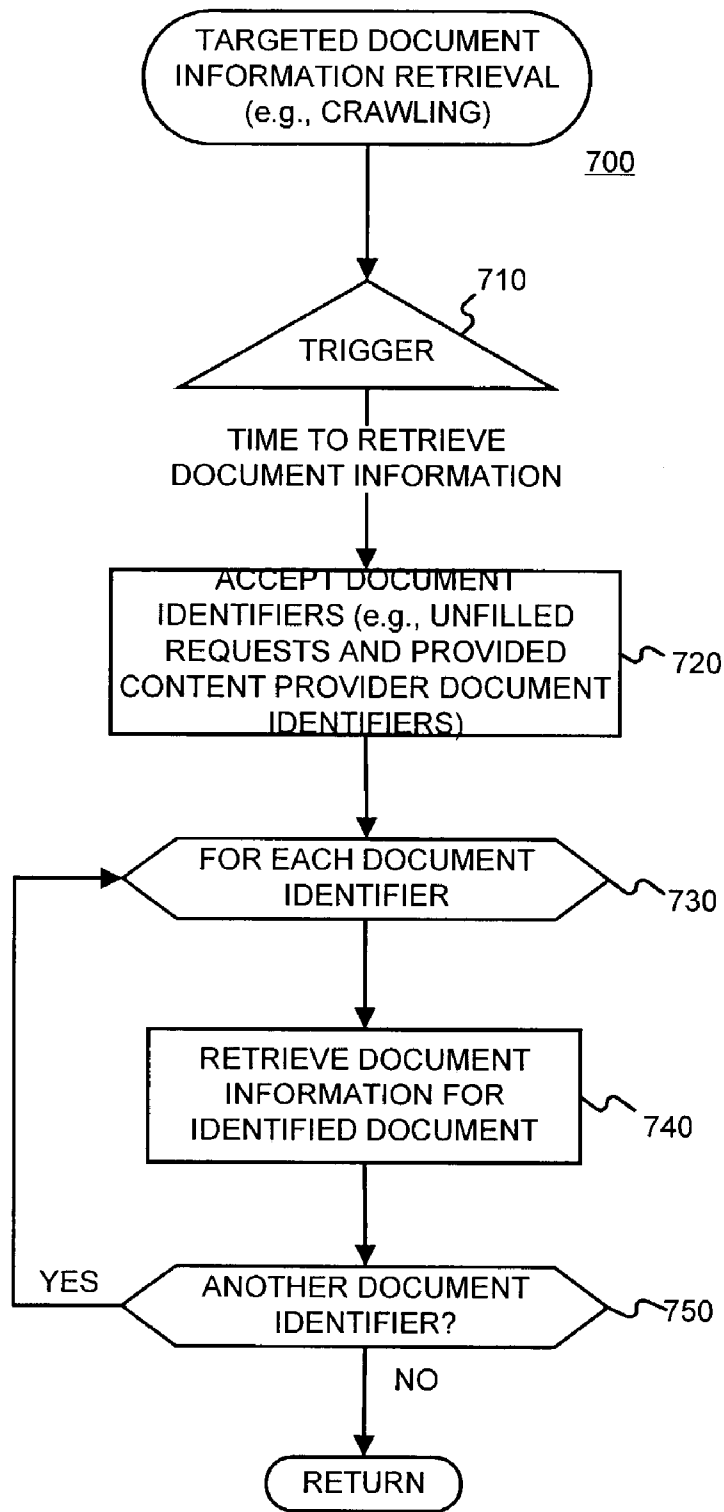 TARGETED DOCUMENT
INFORMATION RETRIEVAL
(e.g., CRAWLING)
700
710
TRIGGER
TIME TO RETRIEVE
DOCUMENT INFORMATION
ACCEPT DOCUMENT
IDENTIFIERS (e.g., UNFILLED
REQUESTS AND PROVIDED
CONTENT PROVIDER DOCUMENT
IDENTIFIERS)
720
FOR EACH DOCUMENT
IDENTIFIER
730
RETRIEVE DOCUMENT
INFORMATION FOR
IDENTIFIED DOCUMENT
740
YES
ANOTHER DOCUMENT
IDENTIFIER?
750
NO
RETURN